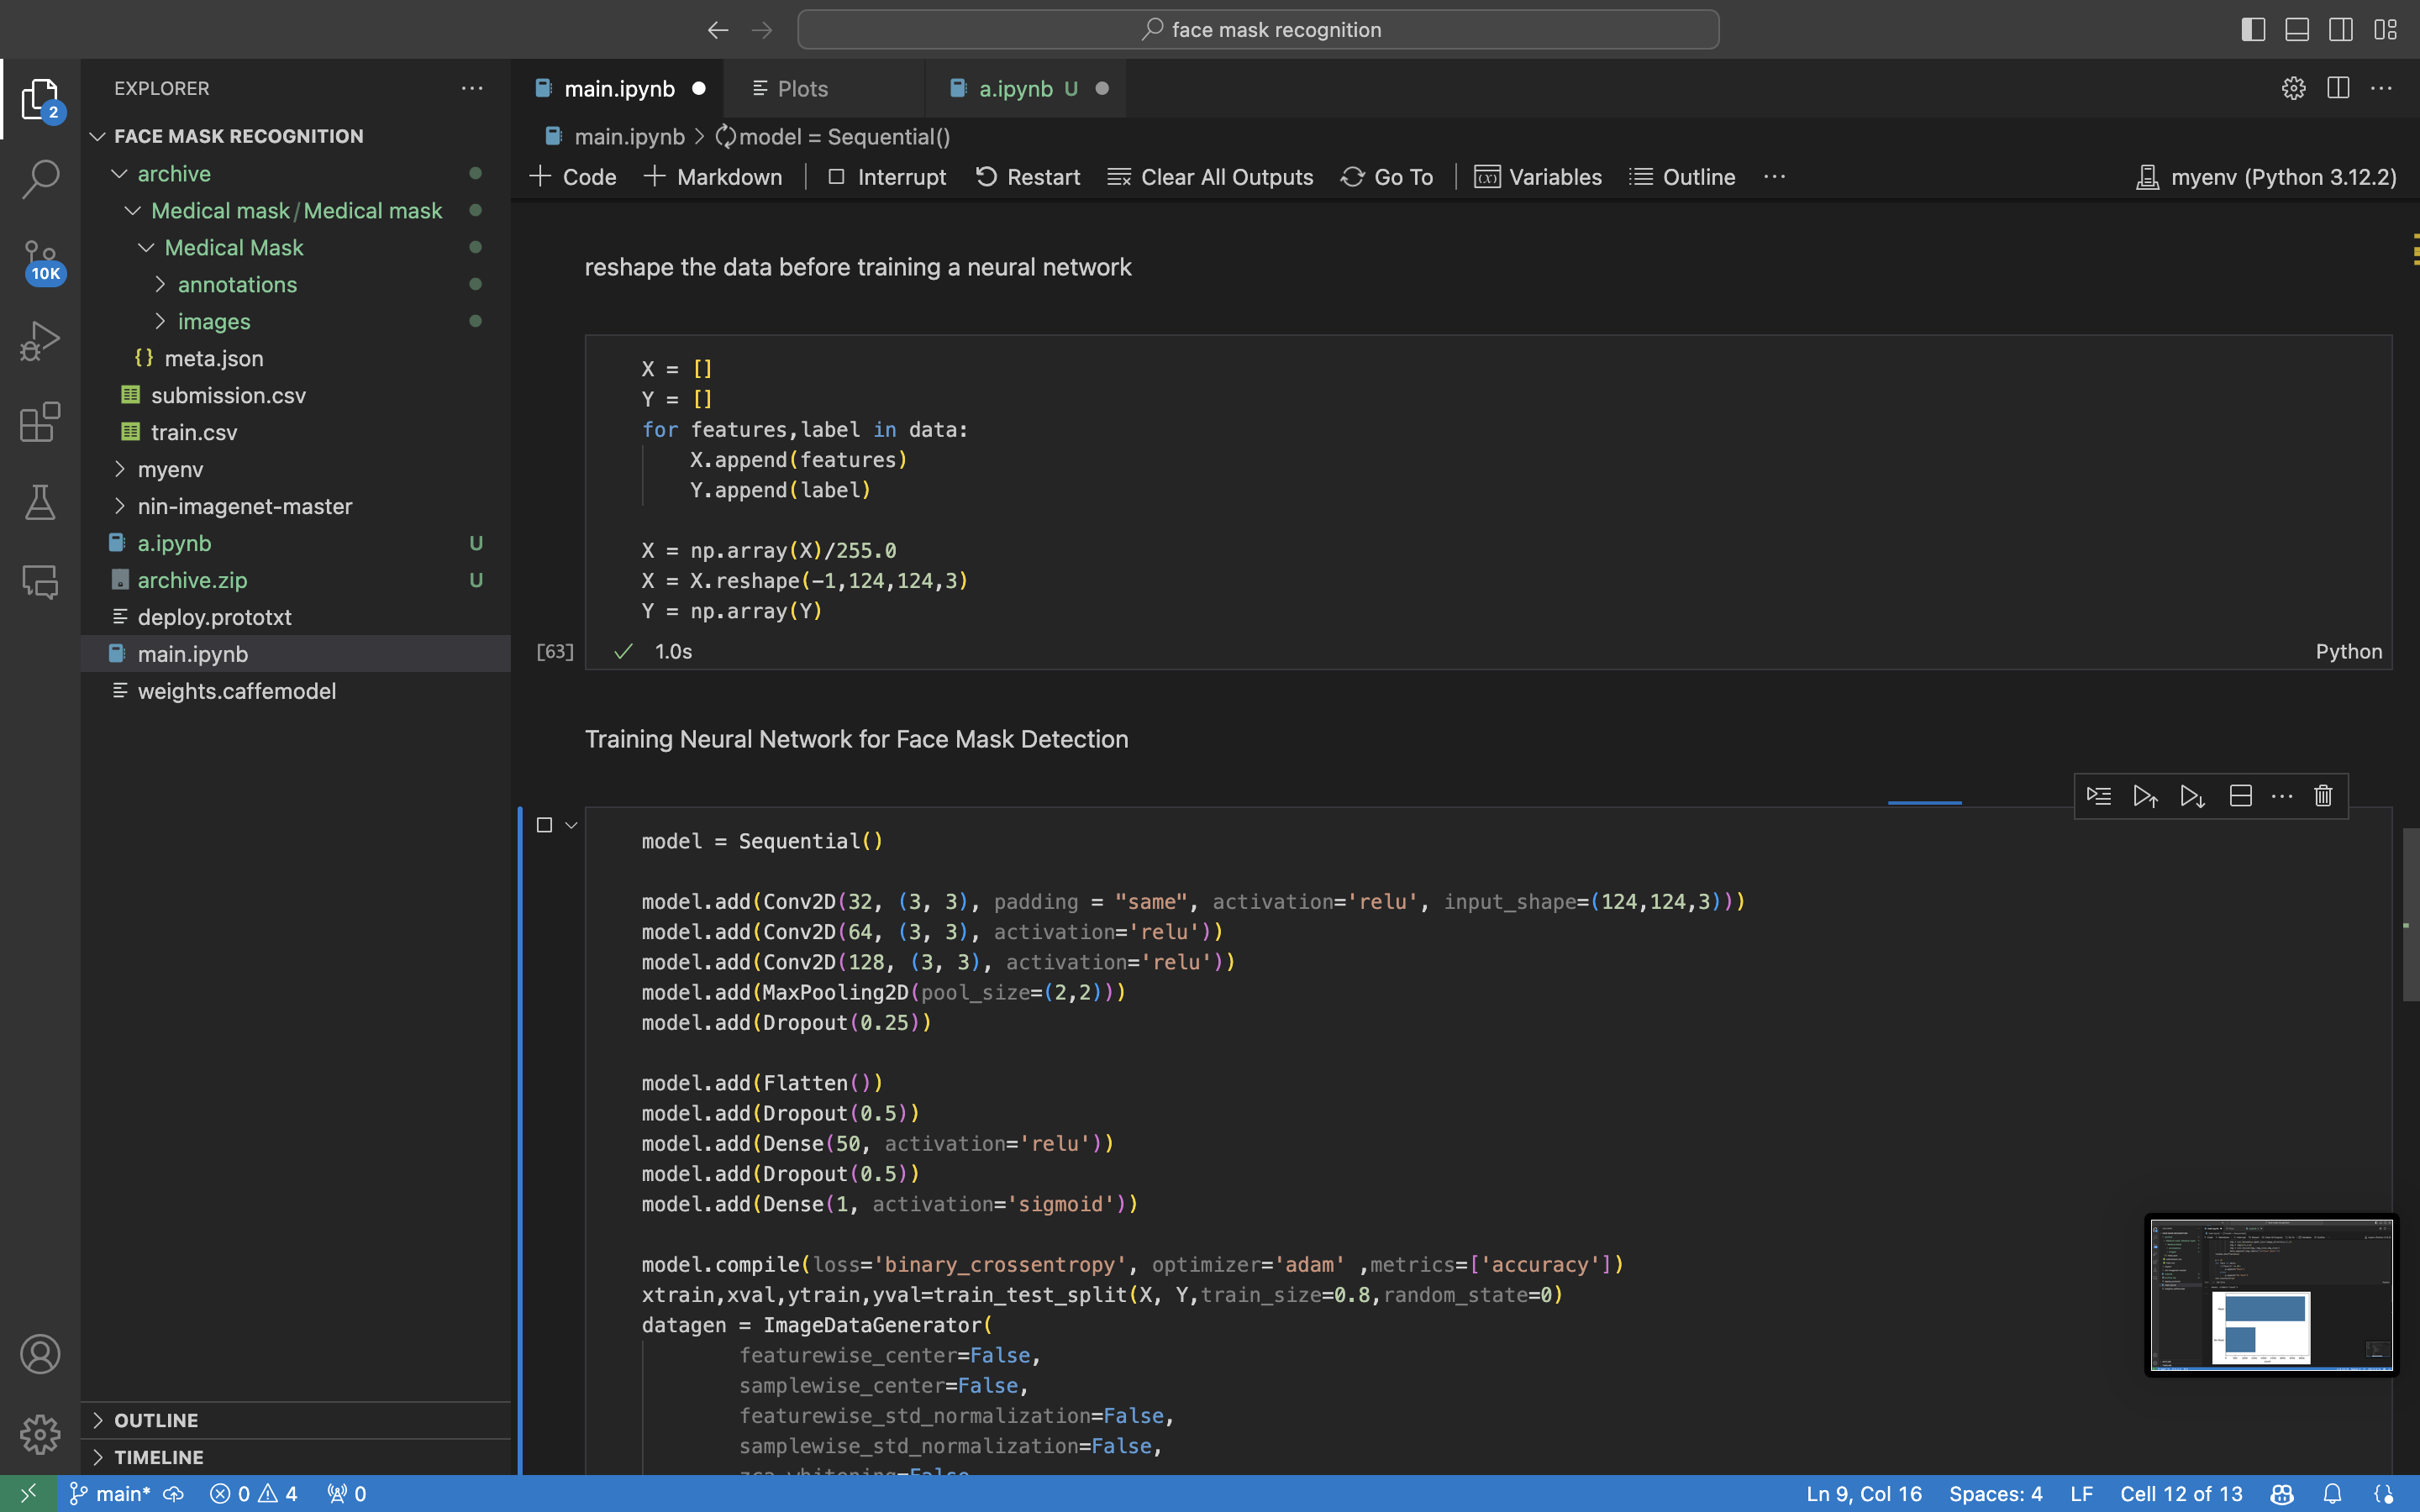 face mask recognition
EXPLORER
2
FACE MASK RECOGNITION
archive
Medical mask/Medical mask
Medical Mask
annotations
images
meta.json
submission.csv
train.csv
myenv
nin-imagenet-master
a.ipynb U
archive.zip U
deploy.prototxt
main.ipynb
weights.caffemodel
10K
OUTLINE
TIMELINE
main.ipynb
Plots
a.ipynb U
main.ipynb > model = Sequential()
Code Markdown Interrupt Restart Clear All Outputs Go To Variables Outline ... myenv (Python 3.12.2)
reshape the data before training a neural network
X = []
Y = []
for features,label in data:
X.append(features)
Y.append(label)
X = np.array(X)/255.0
X = X.reshape(-1,124,124,3)
Y = np.array(Y)
[63] 1.0s Python
Training Neural Network for Face Mask Detection
model = Sequential()
model.add(Conv2D(32, (3, 3), padding = "same", activation='relu', input_shape=(124,124,3)))
model.add(Conv2D(64, (3, 3), activation='relu'))
model.add(Conv2D(128, (3, 3), activation='relu'))
model.add(MaxPooling2D(pool_size=(2,2)))
model.add(Dropout(0.25))
model.add(Flatten())
model.add(Dropout(0.5))
model.add(Dense(50, activation='relu'))
model.add(Dropout(0.5))
model.add(Dense(1, activation='sigmoid'))
model.compile(loss='binary_crossentropy', optimizer='adam' ,metrics=['accuracy'])
xtrain,xval,ytrain,yval=train_test_split(X, Y,train_size=0.8,random_state=0)
datagen = ImageDataGenerator(
featurewise_center=False,
samplewise_center=False,
featurewise_std_normalization=False,
samplewise_std_normalization=False,
main* 0 4 0
Ln 9, Col 16 Spaces: 4 LF Cell 12 of 13